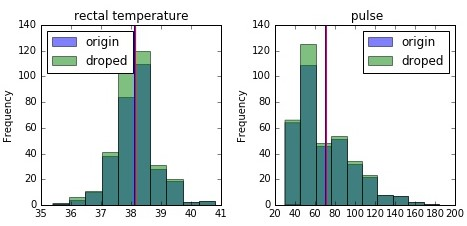 rectal temperature
pulse
origin
droped
origin
droped
Frequency
Frequency
140
120
100
80
60
40
20
0
35 36 37 38 39 40 41
140
120
100
80
60
40
20
0
20 40 60 80 100 120 140 160 180 200